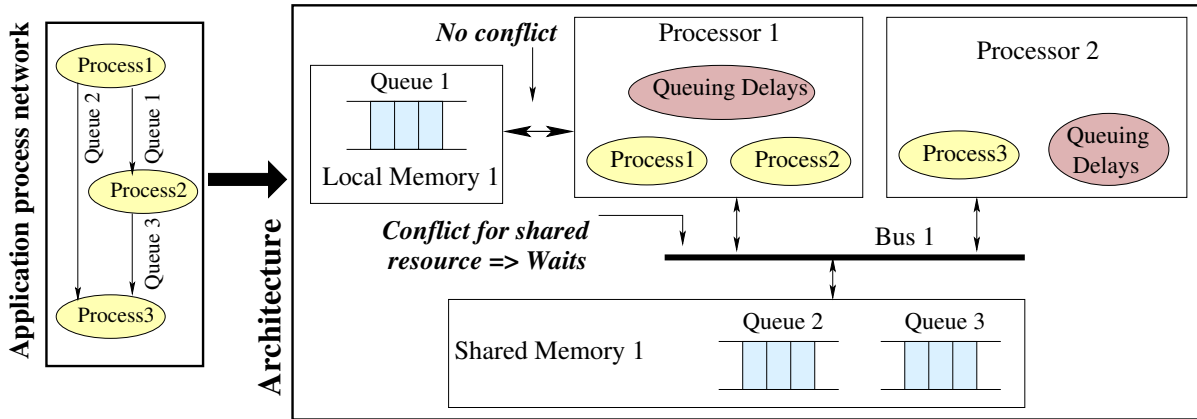 Application process network
Process1
Queue 2
Queue 1
Process2
Queue 3
Process3
Architecture
No conflict
Queue 1
Local Memory 1
Processor 1
Queuing Delays
Process1
Process2
Processor 2
Process3
Queuing
Delays
Conflict for shared
resource => Waits
Bus 1
Shared Memory 1
Queue 2
Queue 3